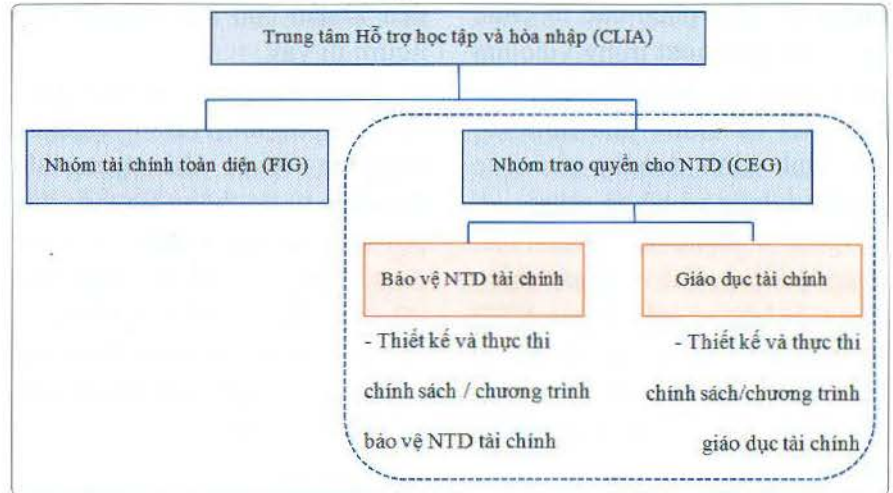 Trung tâm Hỗ trợ học tập và hòa nhập (CLIA)
Nhóm tài chính toàn diện (FIG)
Nhóm trao quyền cho NTD (CEG)
Bảo vệ NTD tài chính
- Thiết kế và thực thi
chính sách / chương trình
bảo vệ NTD tài chính
Giáo dục tài chính
- Thiết kế và thực thi
chính sách/chương trình
giáo dục tài chính